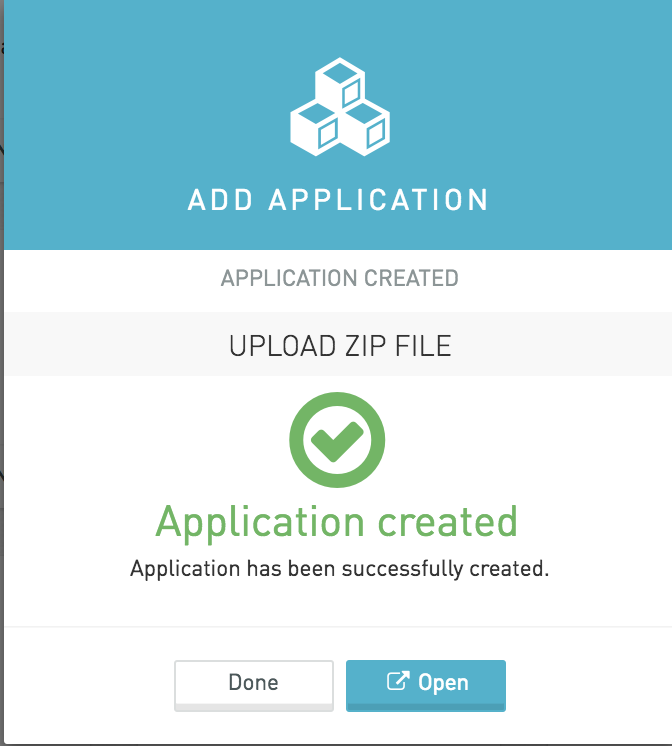 ADD APPLICATION
APPLICATION CREATED
UPLOAD ZIP FILE
Application created
Application has been successfully created.
Done
Open